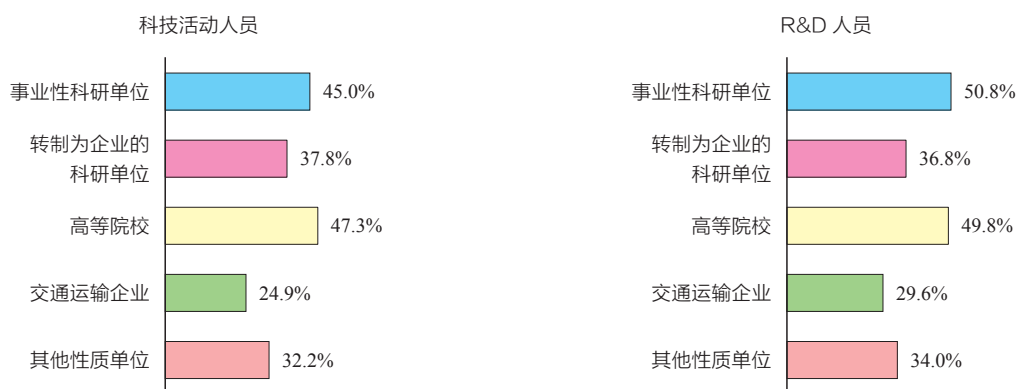 科技活动人员
事业性科研单位 45.0%
转制为企业的
科研单位 37.8%
高等院校 47.3%
交通运输企业 24.9%
其他性质单位 32.2%
R&D 人员
事业性科研单位 50.8%
转制为企业的
科研单位 36.8%
高等院校 49.8%
交通运输企业 29.6%
其他性质单位 34.0%